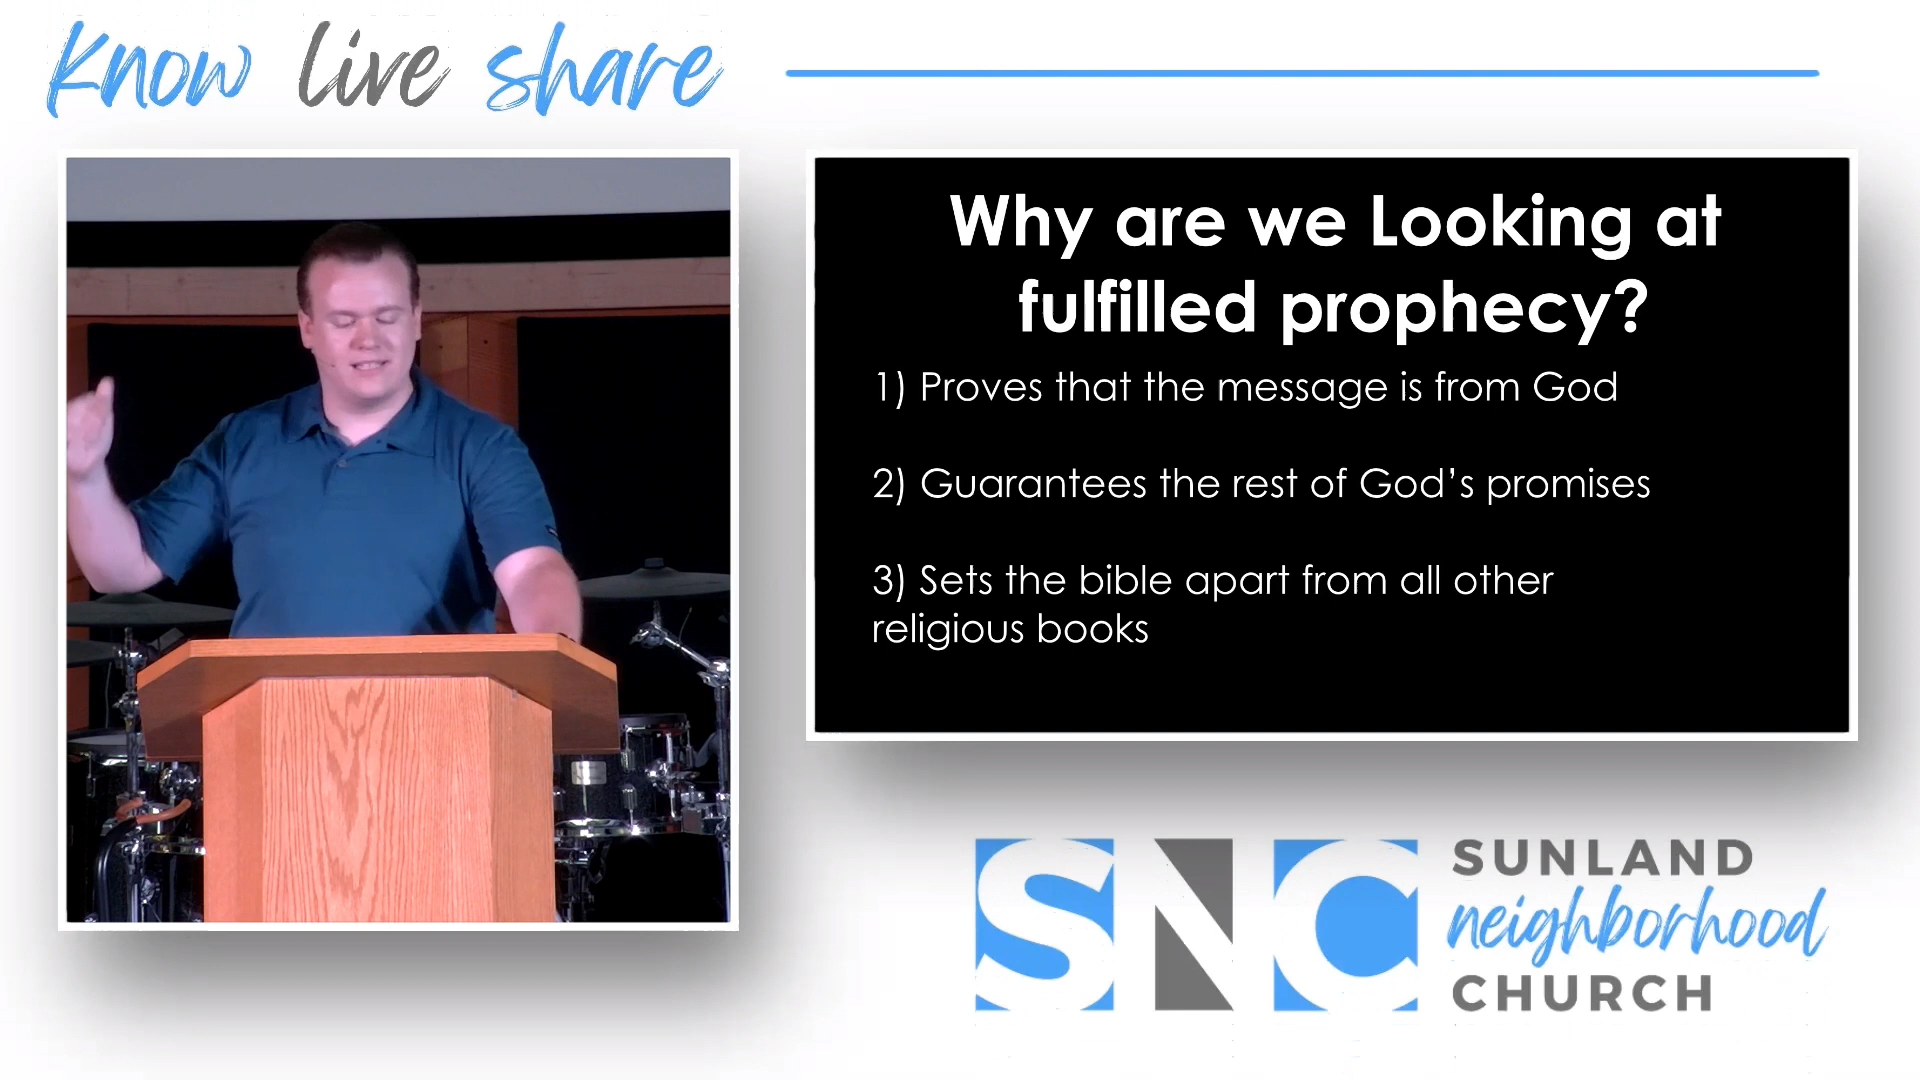 Know live share
Why are we Looking at
fulfilled prophecy?
1) Proves that the message is from God
2) Guarantees the rest of God's promises
3) Sets the bible apart from all other
religious books
SNC
SUNLAND
neighborhood
CHURCH